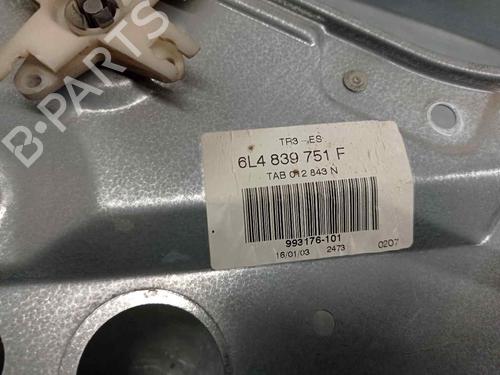 TR3-ES
6L4 839 751 F
TAB 012 843 N
993176-101
16/01/03 2473 0207
B-PARTS